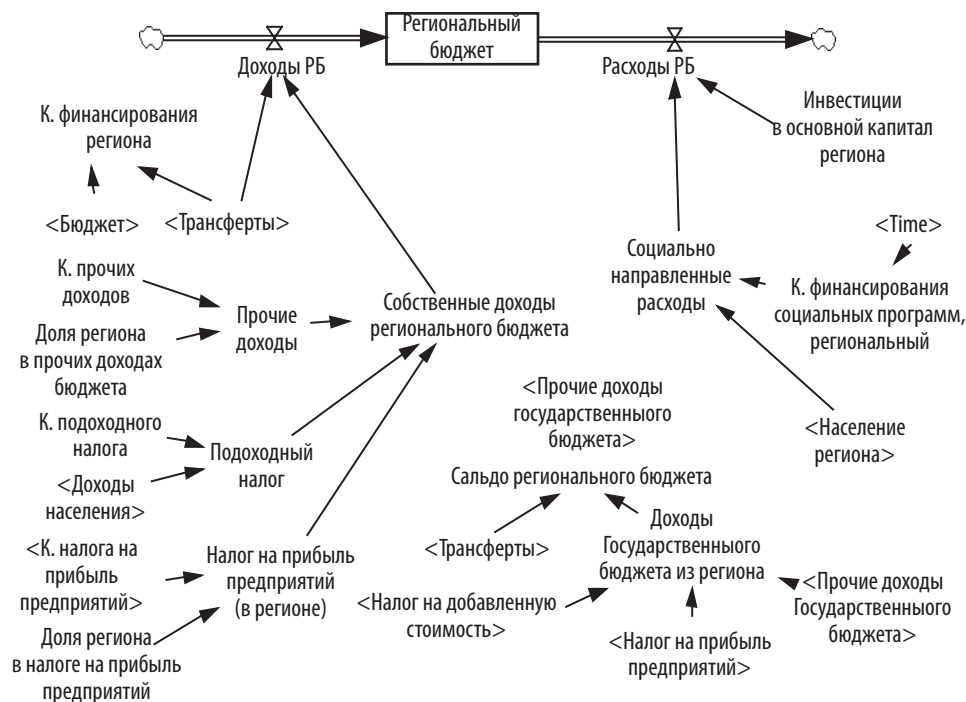 Региональный
бюджет
Доходы РБ
Расходы РБ
К. финансирования
региона
Инвестиции
в основной капитал
региона
<Бюджет>
<Трансферты>
<Time>
К. прочих
доходов
Социально
направленные
расходы
К. финансирования
социальных программ,
региональный
Прочие
доходы
Собственные доходы
регионального бюджета
Доля региона
в прочих доходах
бюджета
<Прочие доходы
государственныого
бюджета>
К. подоходного
налога
Подоходный
налог
<Население
региона>
<Доходы
населения>
Сальдо регионального бюджета
<Трансферты>
Доходы
Государственныого
бюджета из региона
<К. налога на
прибыль
предприятий>
Налог на прибыль
предприятий
(в регионе)
<Налог на добавленную
стоимость>
<Прочие доходы
Государственныого
бюджета>
Доля региона
в налоге на прибыль
предприятий
<Налог на прибыль
предприятий>